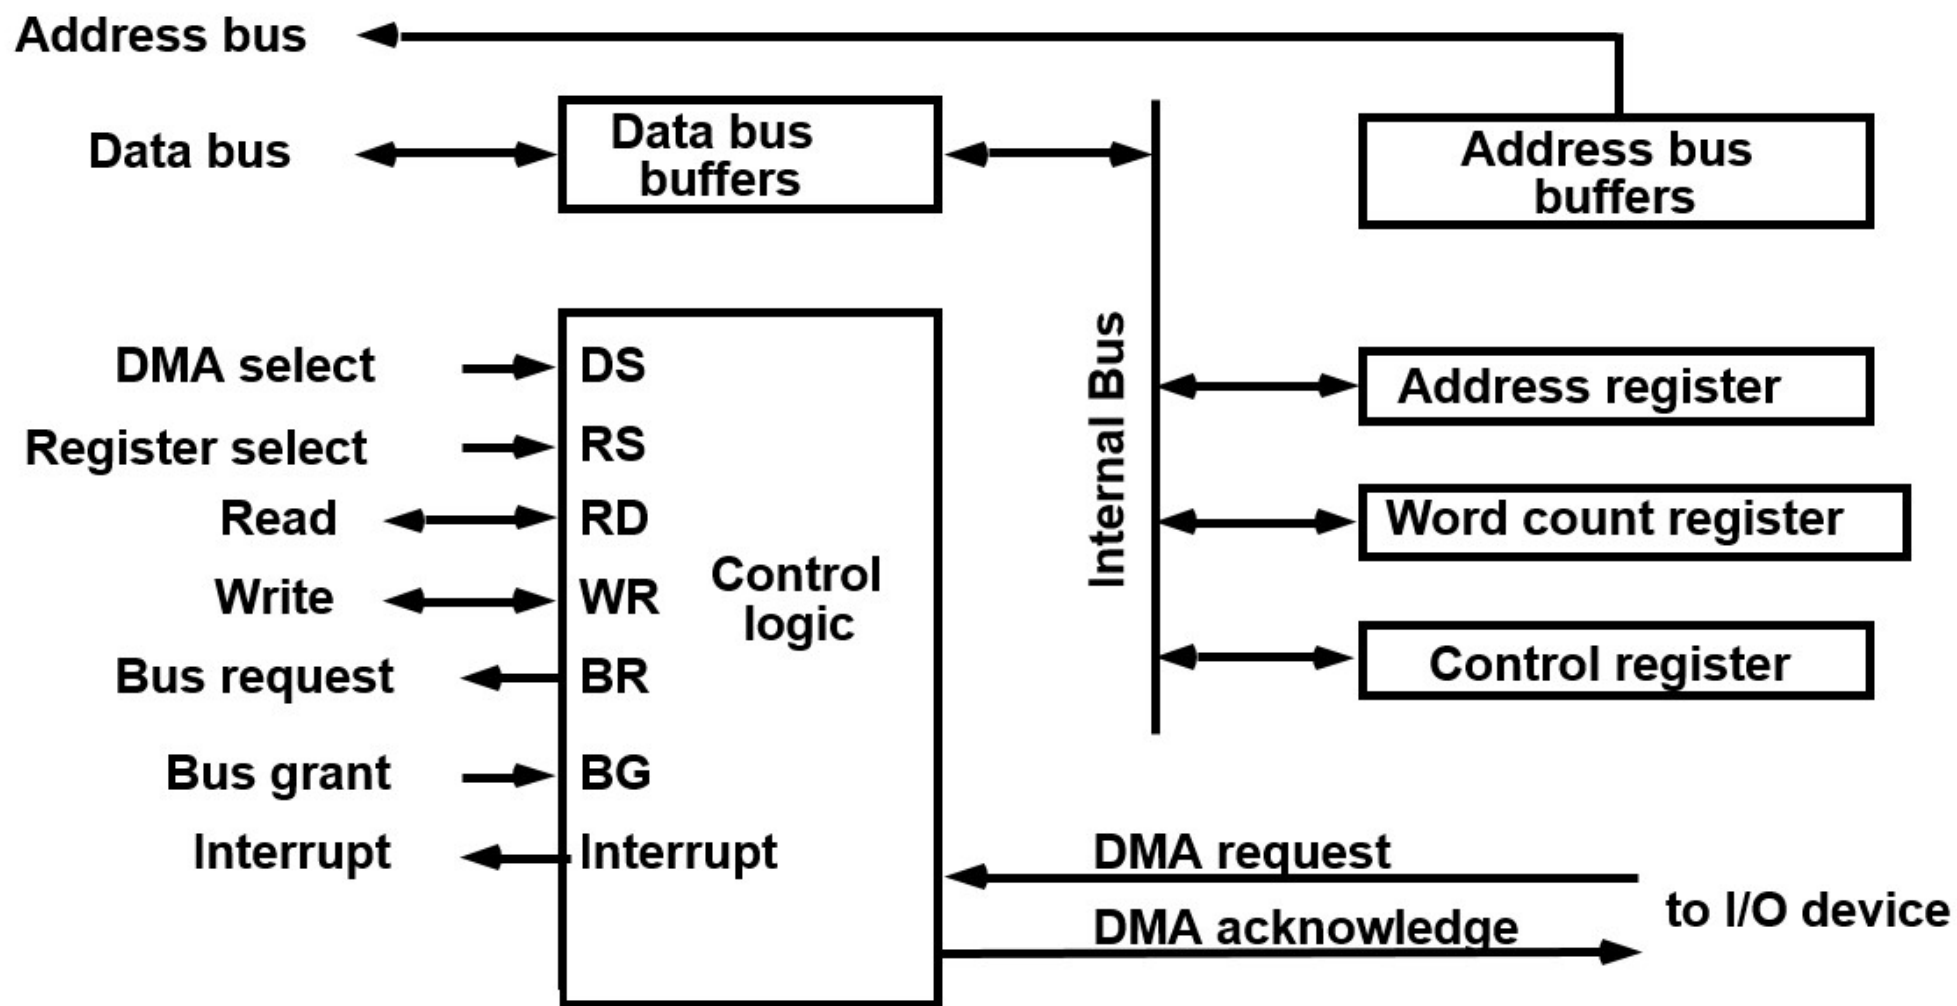 Address bus
Data bus
Data bus
buffers
Address bus
buffers
DMA select
DS
Register select
RS
Read
RD
Write
WR
Bus request
BR
Bus grant
BG
Interrupt
Interrupt
Control
logic
Internal Bus
Address register
Word count register
Control register
DMA request
DMA acknowledge
to I/O device